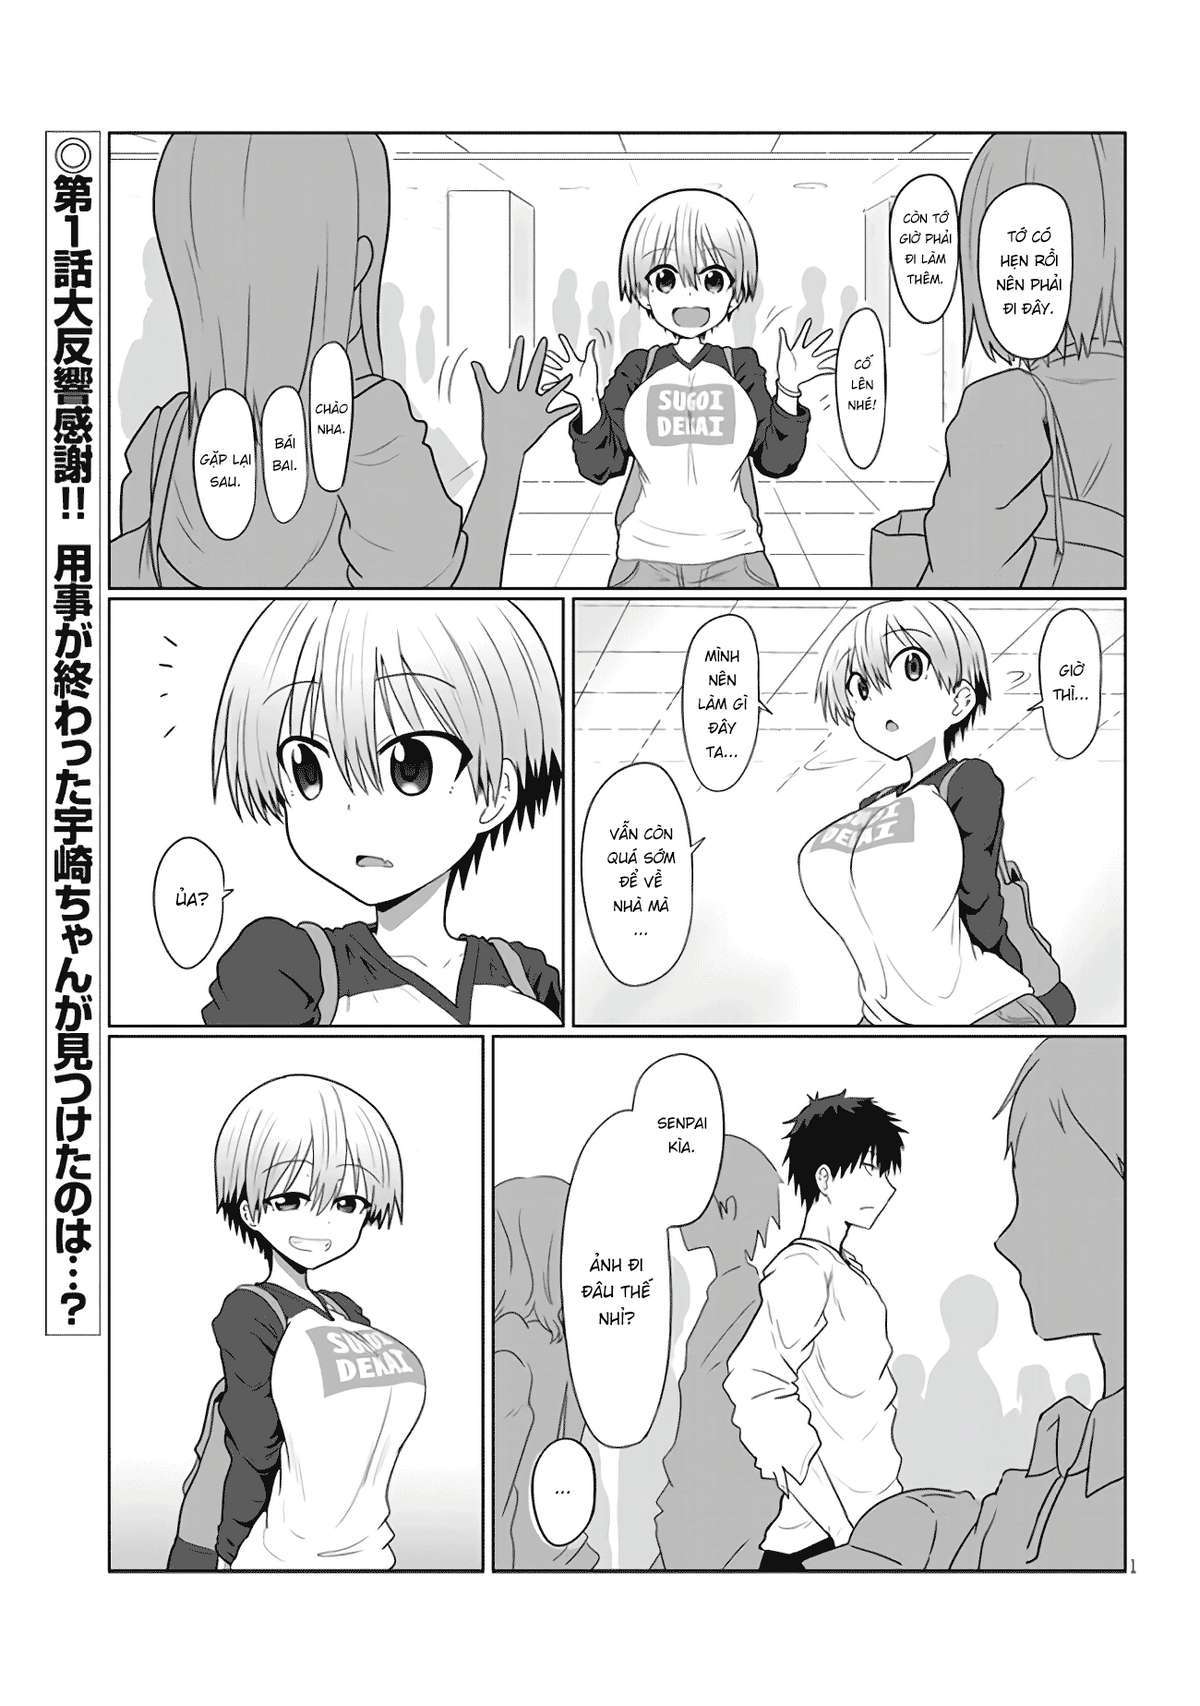 ◎第1話大反響感謝!! 用事が終わった宇崎ちゃんが見つけたのは…?
TỚ CÓ
HẸN RỒI
NÊN PHẢI
ĐI ĐÂY.
CÒN TỚ
GIỜ PHẢI
ĐI LÀM
THÊM.
CỐ
LÊN
NHÉ!
SUGOI
DEKAI
CHÀO
NHA.
BÁI
BAI.
GẶP LẠI
SAU.
GIỜ
THÌ...
MÌNH
NÊN
LÀM GÌ
ĐÂY
TA...
VẪN CÒN
QUÁ SỚM
ĐỂ VỀ
NHÀ MÀ
...
SUGOI
DEKAI
ỦA?
SENPAI
KÌA.
ẢNH ĐI
ĐÂU THẾ
NHỈ?
...
SUGOI
DEKAI
1